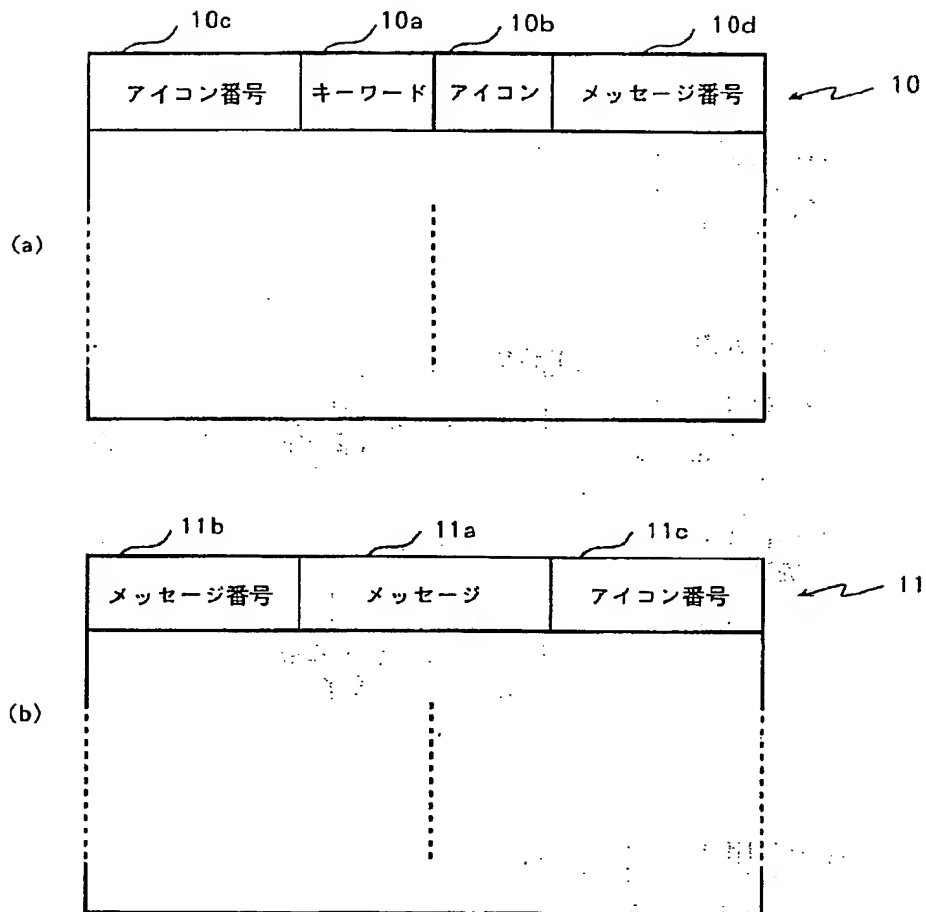 10c 10a 10b 10d
アイコン番号 キーワード アイコン メッセージ番号 10
(a)
11b 11a 11c
メッセージ番号 メッセージ アイコン番号 11
(b)